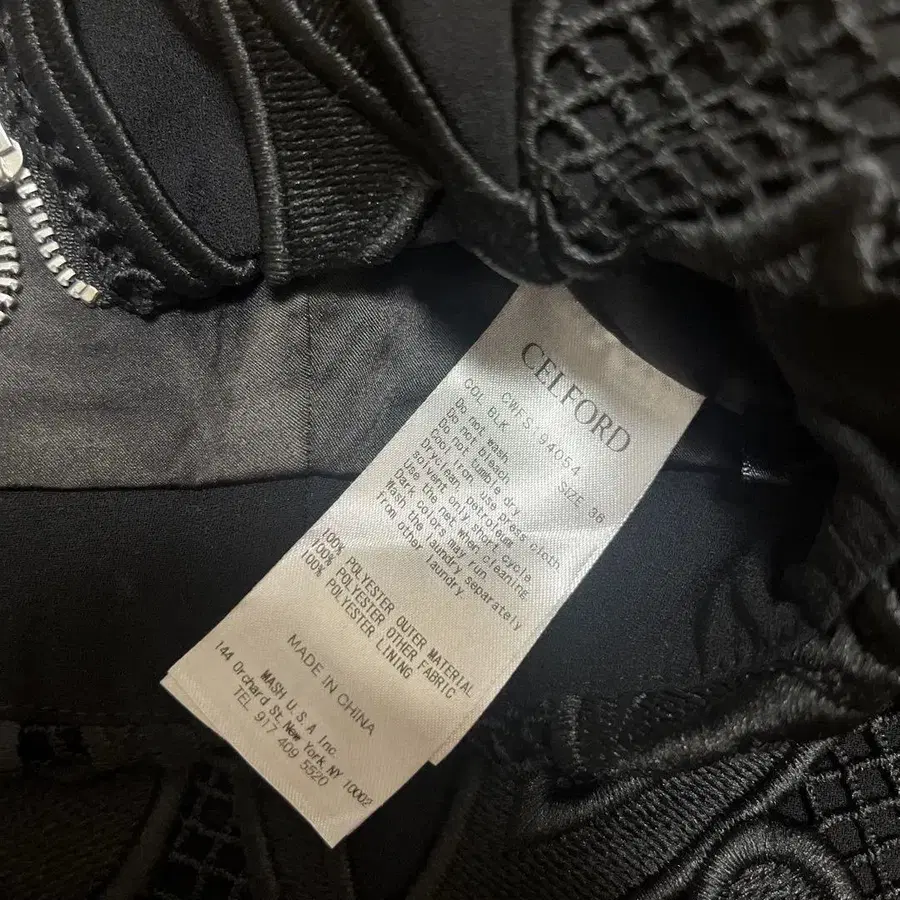 CELFORD
CWFS194054
COL BLK SIZE 36
Do not wash.
Do not bleach.
Do not tumble dry.
Cool iron, use press cloth
Dryclean only short cycle
solvent, petroleum
Use the net when cleaning.
Dark colors may run.
Wash laundry separately
from other laundry
100% POLYESTER OUTER MATERIAL
100% POLYESTER OTHER FABRIC
100% POLYESTER LINING
MADE IN CHINA
MASH U.S.A Inc.
144 Orchard St. New York NY 10002
TEL 917 409 5520